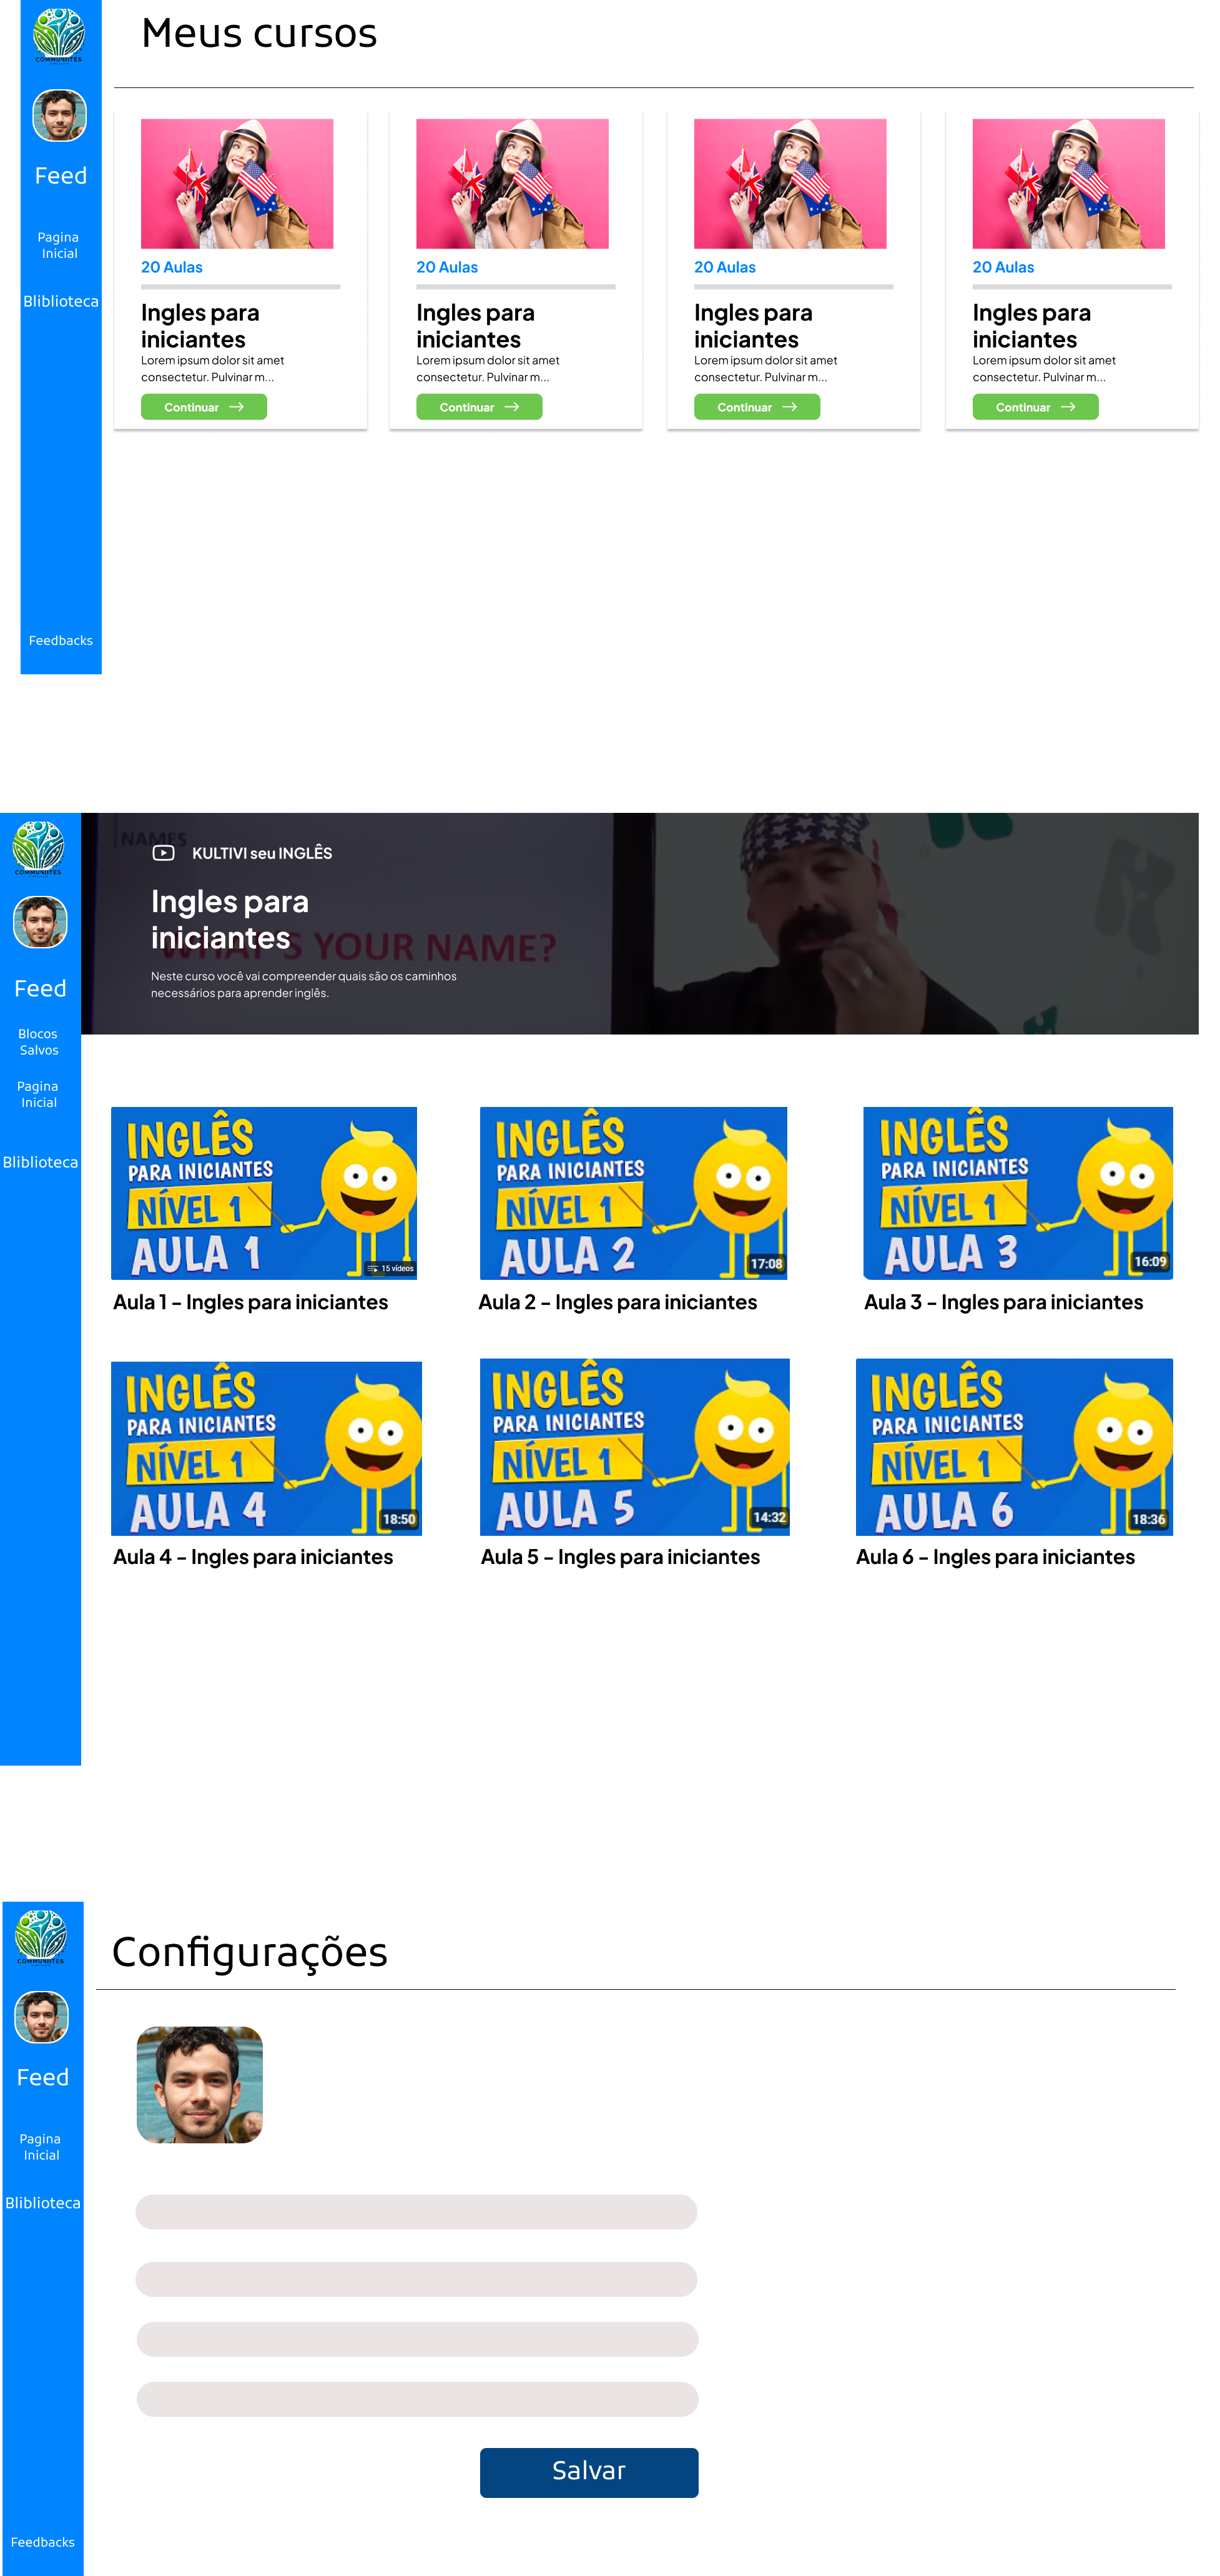 COMMUNITES
Feed
Pagina
Inicial
Bliblioteca
Feedbacks
Meus cursos
20 Aulas
Ingles para
iniciantes
Lorem ipsum dolor sit amet
consectetur. Pulvinar m...
Continuar
20 Aulas
Ingles para
iniciantes
Lorem ipsum dolor sit amet
consectetur. Pulvinar m...
Continuar
20 Aulas
Ingles para
iniciantes
Lorem ipsum dolor sit amet
consectetur. Pulvinar m...
Continuar
20 Aulas
Ingles para
iniciantes
Lorem ipsum dolor sit amet
consectetur. Pulvinar m...
Continuar
COMMUNIITES
Feed
Blocos
Salvos
Pagina
Inicial
Bliblioteca
NAMES
KULTIVI seu INGLÊS
Ingles para
iniciantes
WHAT'S YOUR NAME?
Neste curso você vai compreender quais são os caminhos
necessários para aprender inglês.
INGLÊS
PARA INICIANTES
NÍVEL 1
AULA 1
15 vídeos
Aula 1 - Ingles para iniciantes
INGLÊS
PARA INICIANTES
NÍVEL 1
AULA 2
17:08
Aula 2 - Ingles para iniciantes
INGLÊS
PARA INICIANTES
NÍVEL 1
AULA 3
16:09
Aula 3 - Ingles para iniciantes
INGLÊS
PARA INICIANTES
NÍVEL 1
AULA 4
18:50
Aula 4 - Ingles para iniciantes
INGLÊS
PARA INICIANTES
NÍVEL 1
AULA 5
14:32
Aula 5 - Ingles para iniciantes
INGLÊS
PARA INICIANTES
NÍVEL 1
AULA 6
18:36
Aula 6 - Ingles para iniciantes
COMMUNIITES
Feed
Pagina
Inicial
Bliblioteca
Feedbacks
Configurações
Salvar